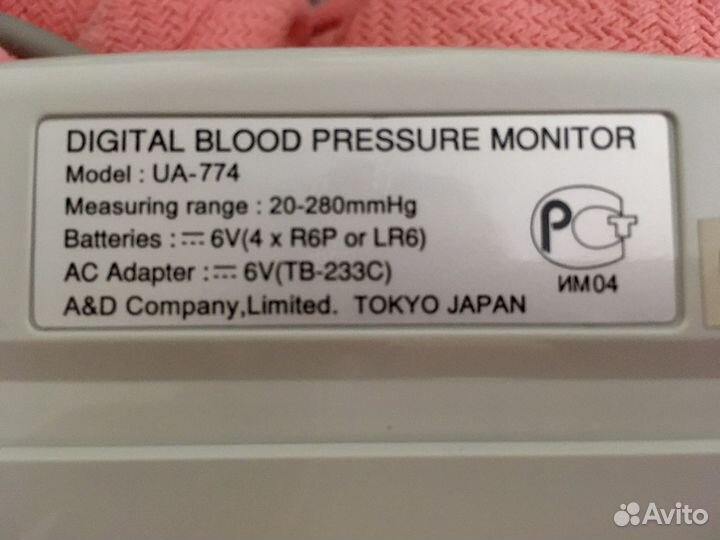 DIGITAL BLOOD PRESSURE MONITOR
Model : UA-774
Measuring range : 20-280mmHg
Batteries : ⎓ 6V(4 x R6P or LR6)
AC Adapter : ⎓ 6V(TB-233C)
A&D Company,Limited. TOKYO JAPAN
РСТ
ИМ04
Avito